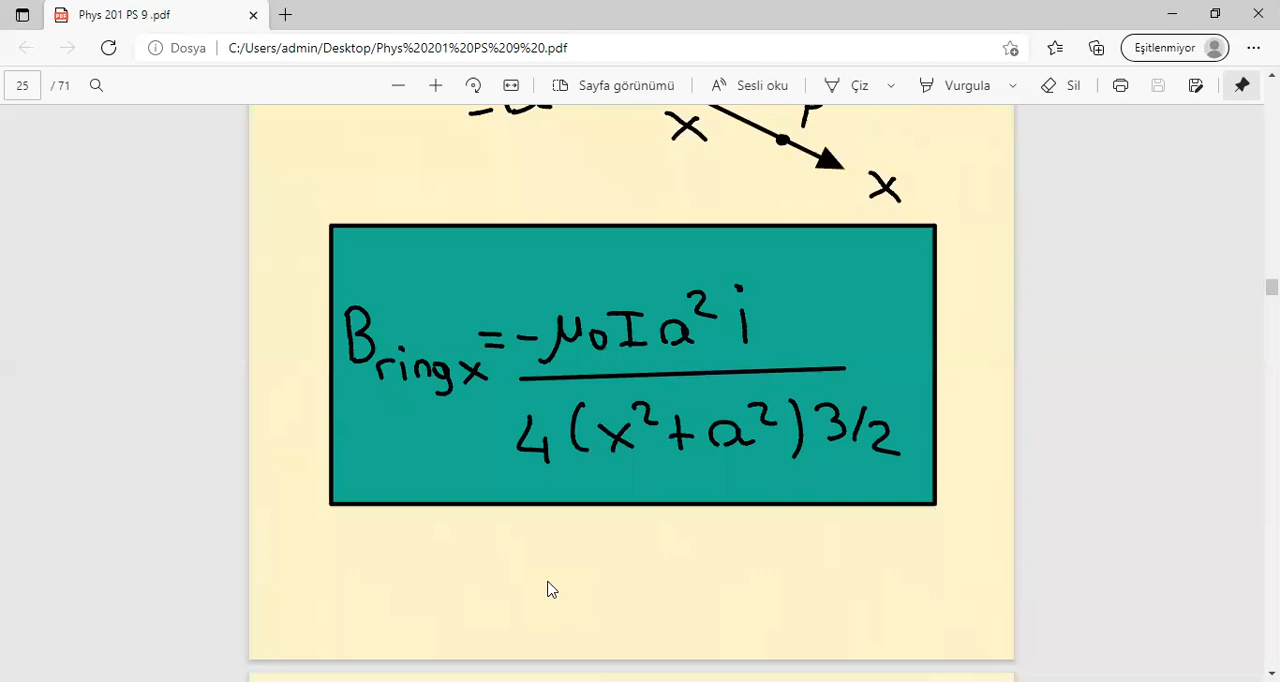 Phys 201 PS 9 .pdf
Dosya
C:/Users/admin/Desktop/Phys%20201%20PS%209%20.pdf
Eşitlenmiyor
25 / 71
Sayfa görünümü
Sesli oku
Çiz
Vurgula
Sil
x
x
B ring x = -μ0 I a² i
4 (x² + a²) 3/2